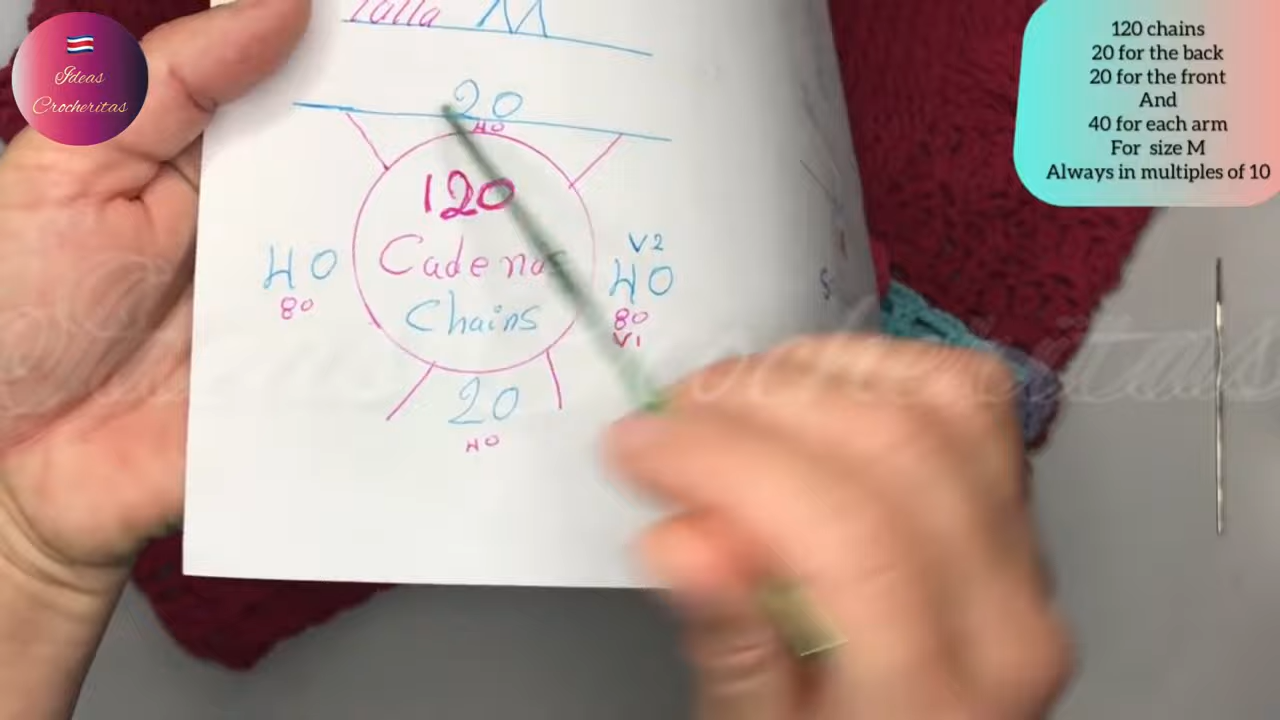 Ideas
Crocheritas
Talla M
20
40
120
Cadenas
Chains
40
80
V2
40
80
V1
20
40
120 chains
20 for the back
20 for the front
And
40 for each arm
For size M
Always in multiples of 10